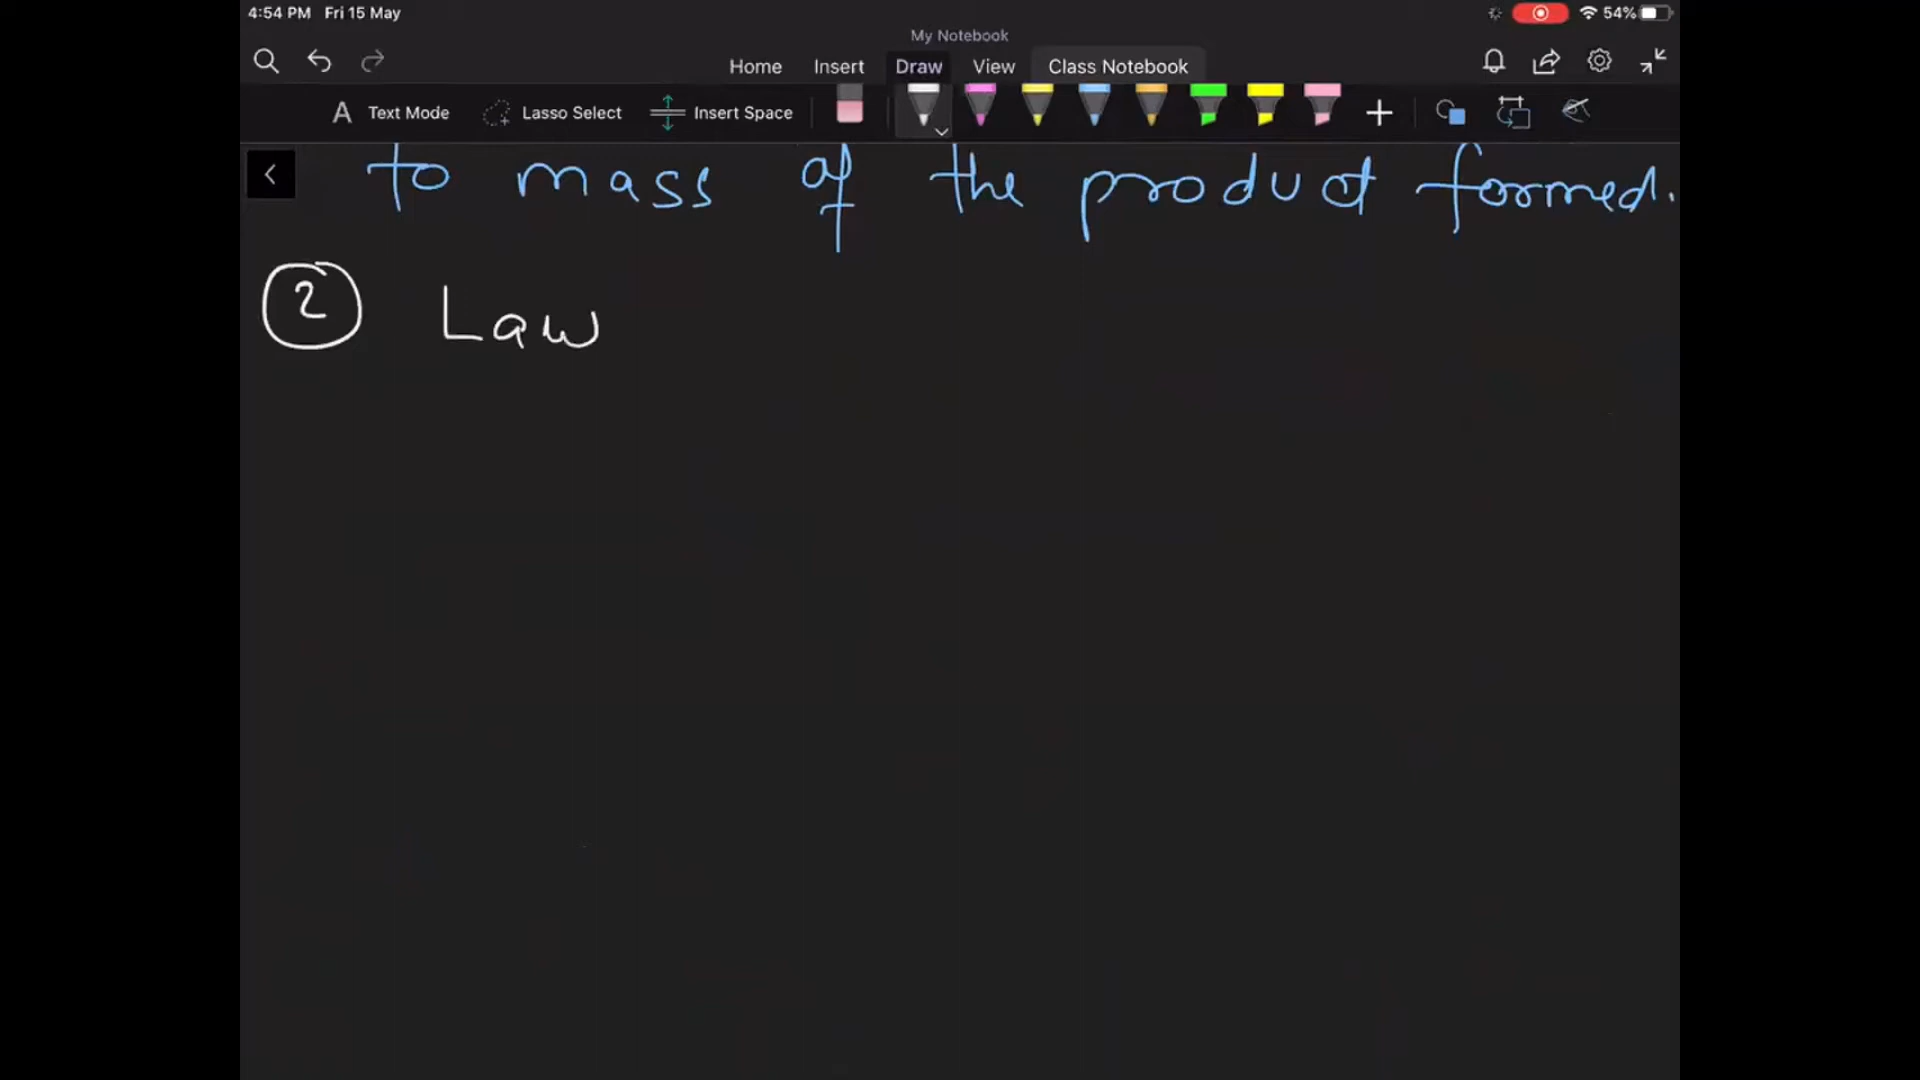 4:54 PM Fri 15 May
54%
My Notebook
Home Insert Draw View Class Notebook
A Text Mode Lasso Select Insert Space
to mass of the product formed.
2 Law